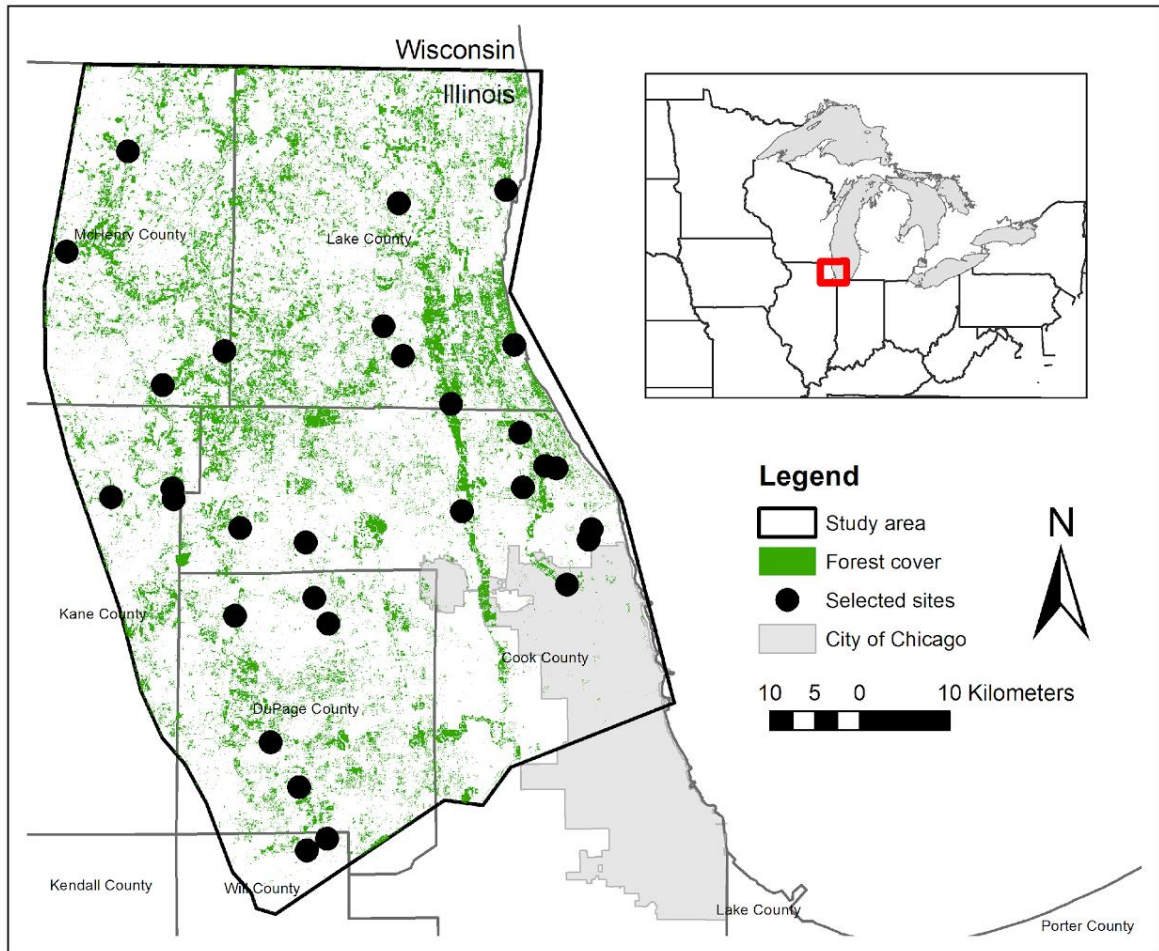 Wisconsin
Illinois
McHenry County
Lake County
Kane County
Cook County
DuPage County
Kendall County
Will County
Lake County
Porter County
Legend
Study area
Forest cover
Selected sites
City of Chicago
N
10 5 0 10 Kilometers